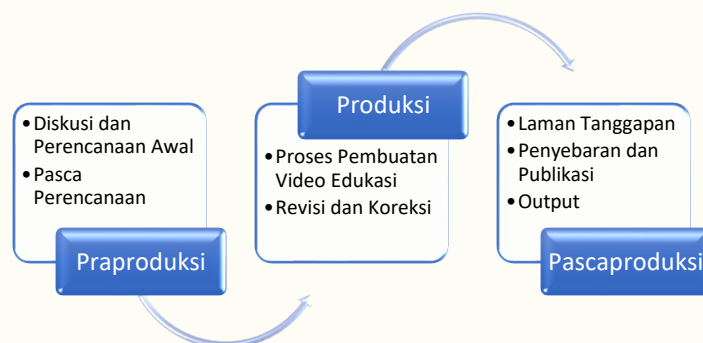 •Diskusi dan
Perencanaan Awal
•Pasca
Perencanaan
Praproduksi
Produksi
•Proses Pembuatan
Video Edukasi
•Revisi dan Koreksi
•Laman Tanggapan
•Penyebaran dan
Publikasi
•Output
Pascaproduksi